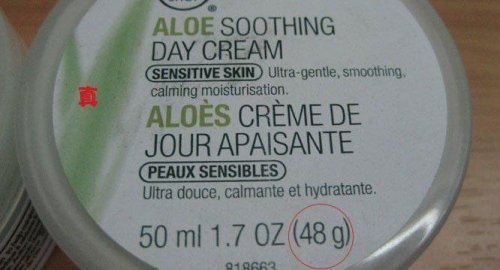 ALOE SOOTHING
DAY CREAM
SENSITIVE SKIN Ultra-gentle, smoothing,
calming moisturisation.
真
ALOÈS CRÈME DE
JOUR APAISANTE
PEAUX SENSIBLES
Ultra douce, calmante et hydratante.
50 ml 1.7 OZ (48 g)
818663